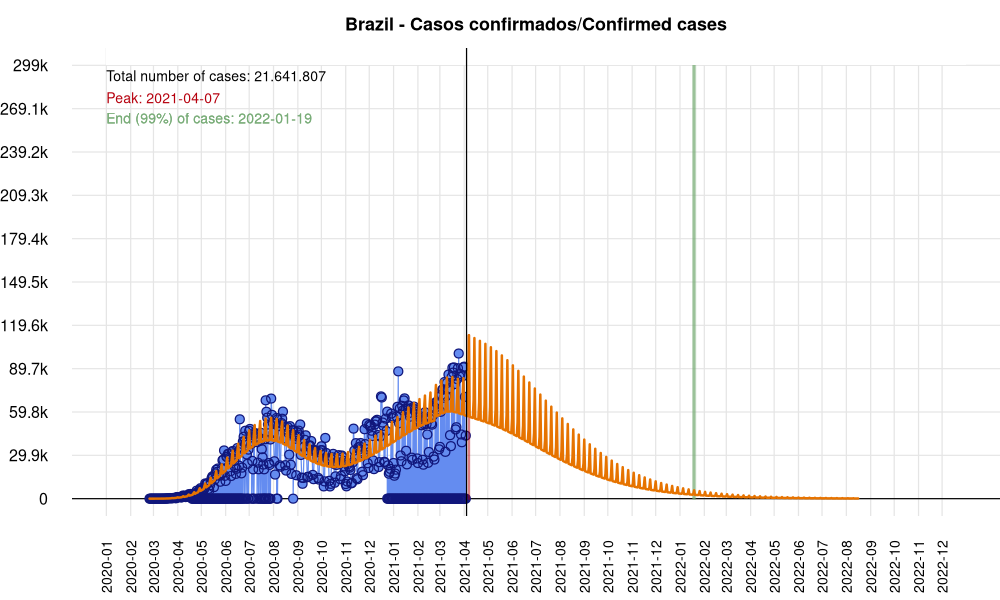 Brazil - Casos confirmados/Confirmed cases
Total number of cases: 21.641.807
Peak: 2021-04-07
End (99%) of cases: 2022-01-19
299k
269.1k
239.2k
209.3k
179.4k
149.5k
119.6k
89.7k
59.8k
29.9k
0
2020-01
2020-02
2020-03
2020-04
2020-05
2020-06
2020-07
2020-08
2020-09
2020-10
2020-11
2020-12
2021-01
2021-02
2021-03
2021-04
2021-05
2021-06
2021-07
2021-08
2021-09
2021-10
2021-11
2021-12
2022-01
2022-02
2022-03
2022-04
2022-05
2022-06
2022-07
2022-08
2022-09
2022-10
2022-11
2022-12